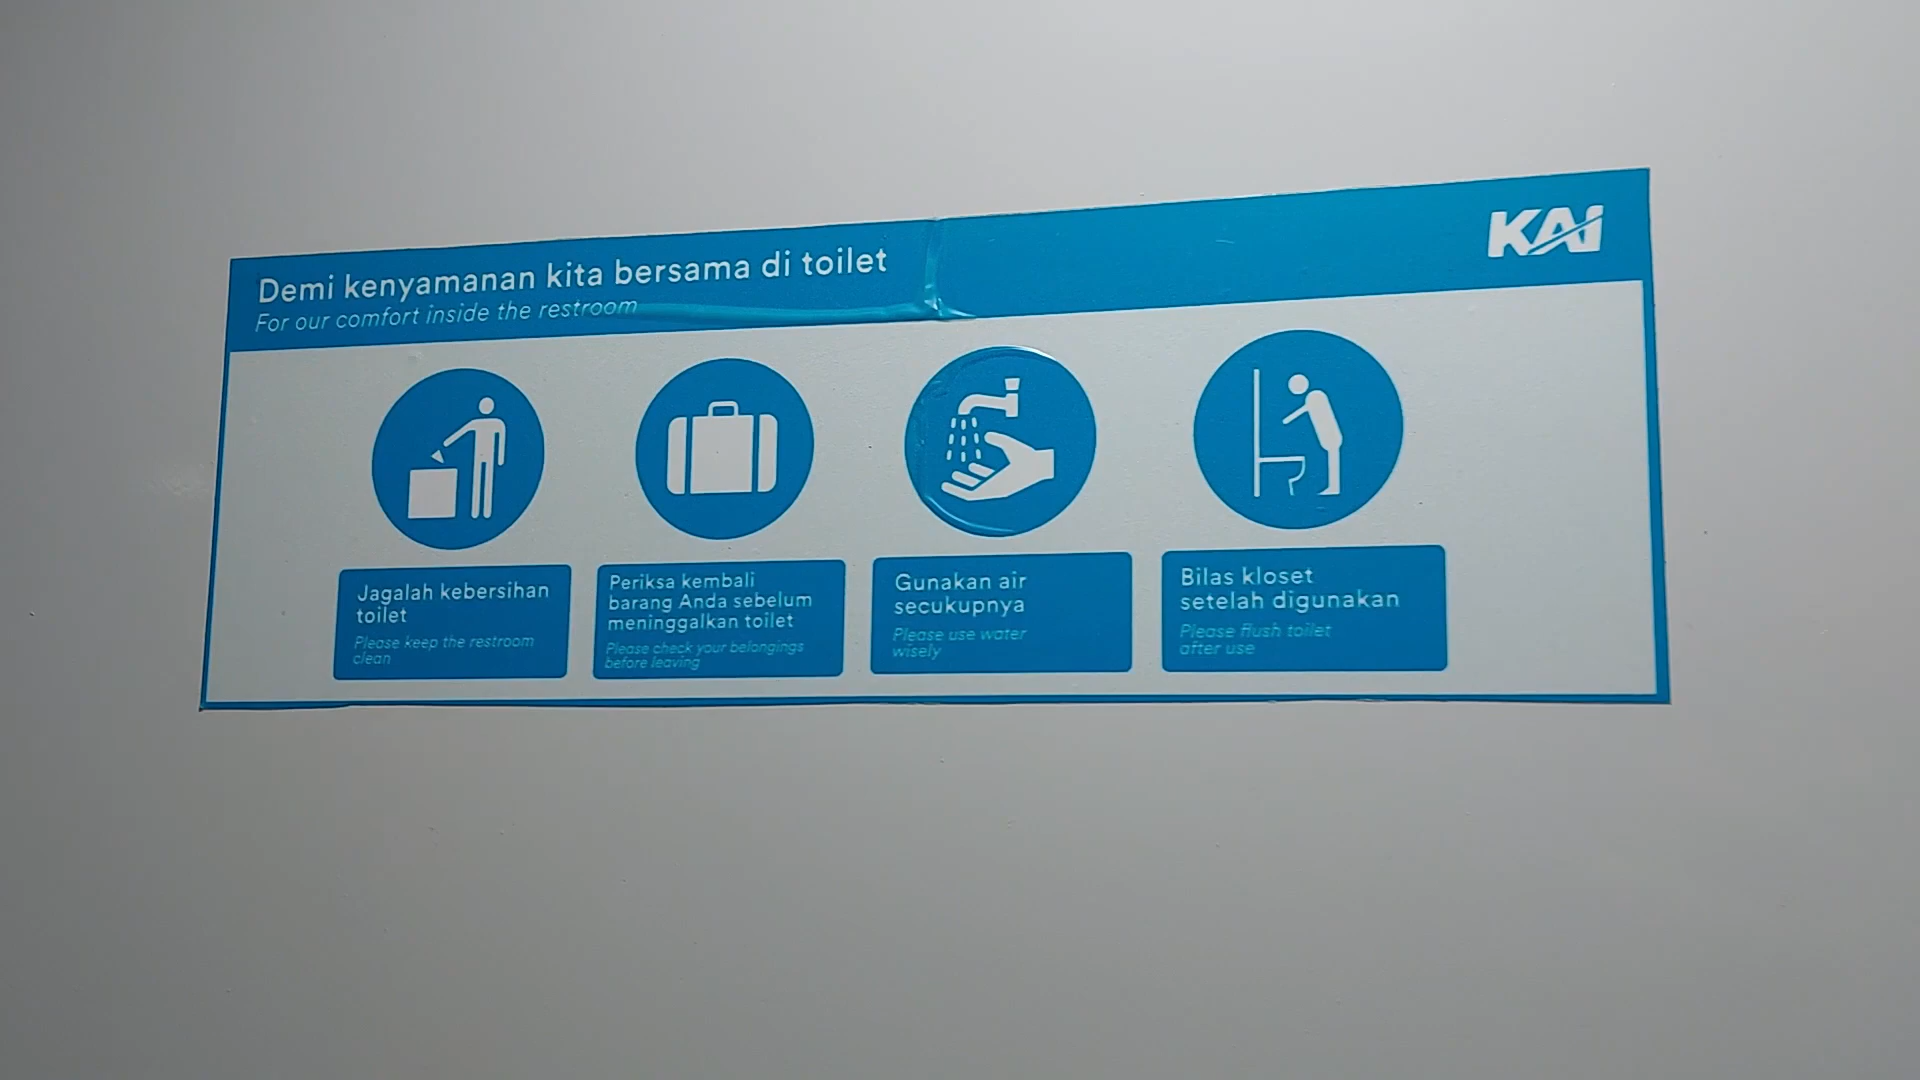 Demi kenyamanan kita bersama di toilet
For our comfort inside the restroom
KAI
Jagalah kebersihan
toilet
Please keep the restroom
clean
Periksa kembali
barang Anda sebelum
meninggalkan toilet
Please check your belongings
before leaving
Gunakan air
secukupnya
Please use water
wisely
Bilas kloset
setelah digunakan
Please flush toilet
after use